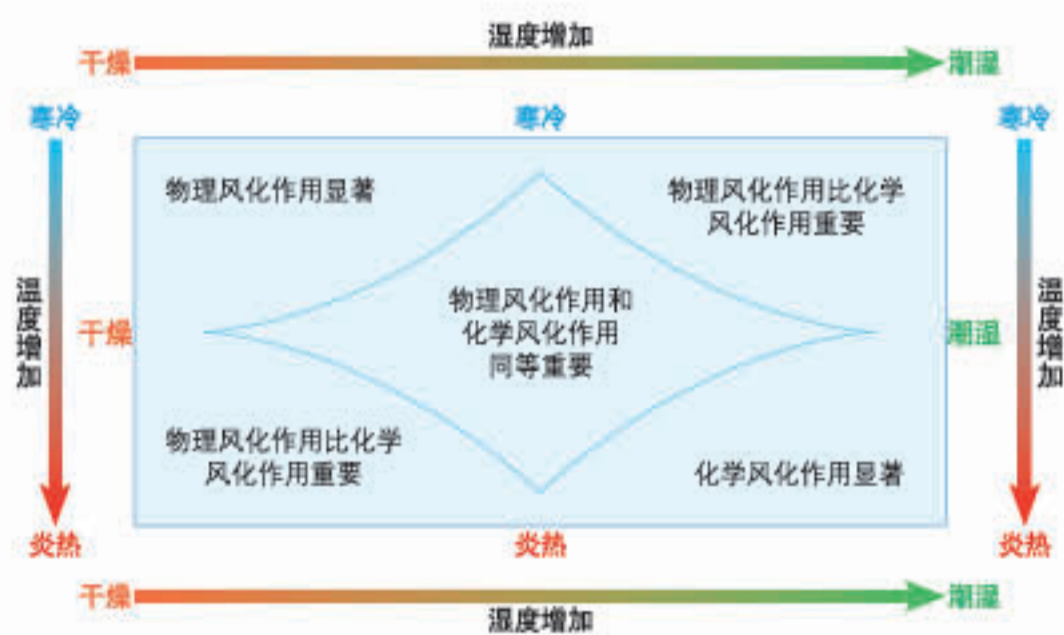 湿度增加
干燥
潮湿
寒冷
寒冷
寒冷
物理风化作用显著
物理风化作用比化学
风化作用重要
温度增加
干燥
物理风化作用和
化学风化作用
同等重要
潮湿
温度增加
物理风化作用比化学
风化作用重要
化学风化作用显著
炎热
炎热
炎热
干燥
潮湿
湿度增加